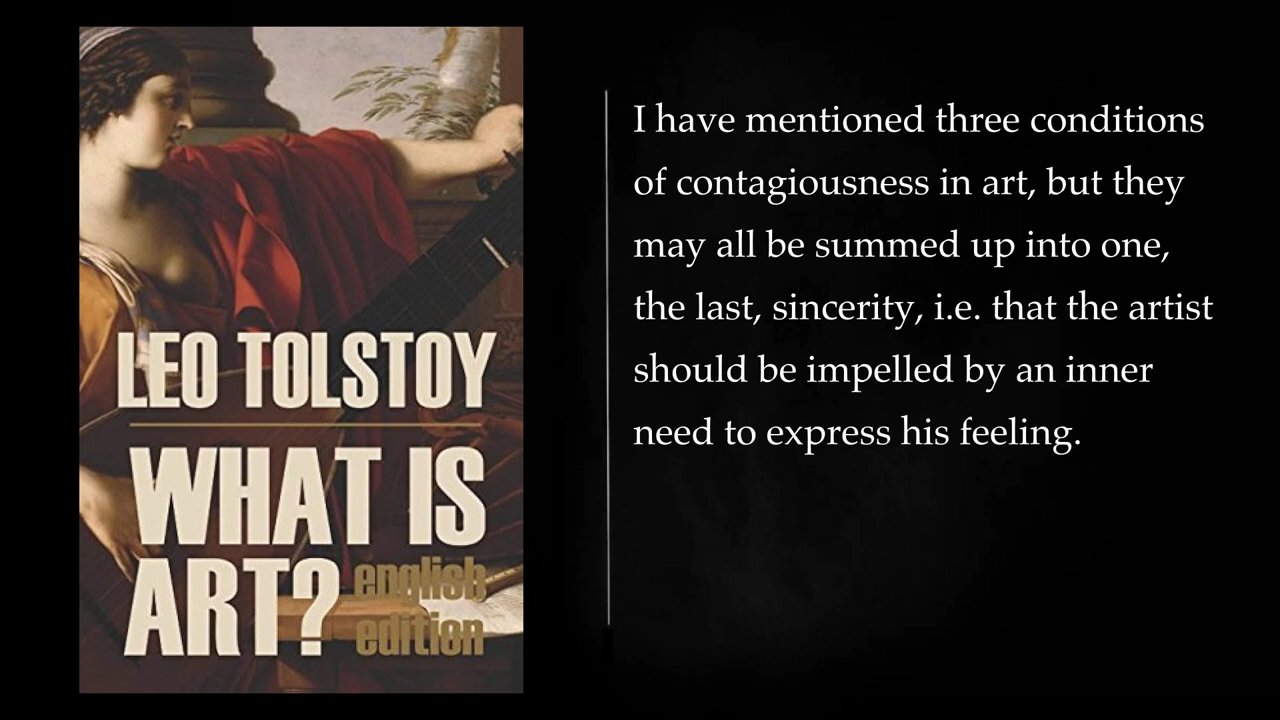 LEO TOLSTOY
WHAT IS
ART?
english
edition
I have mentioned three conditions
of contagiousness in art, but they
may all be summed up into one,
the last, sincerity, i.e. that the artist
should be impelled by an inner
need to express his feeling.